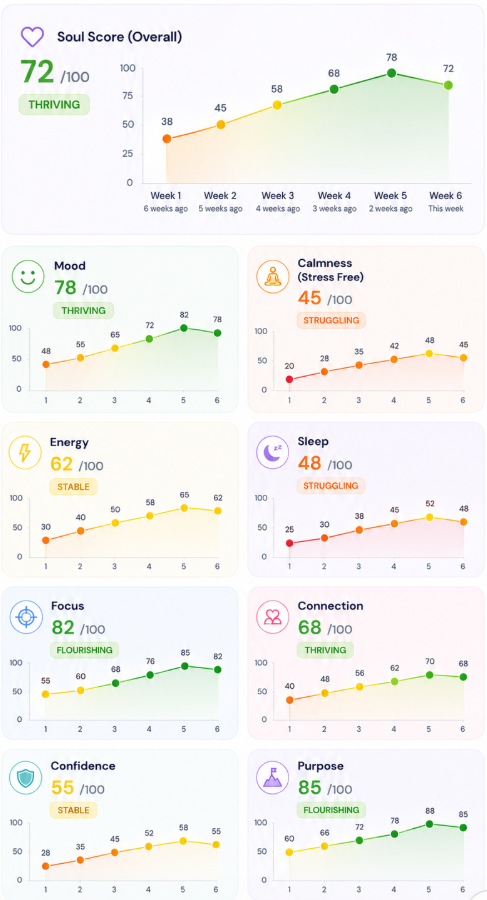 Soul Score (Overall)
72 /100
THRIVING
100
75
50
25
0
38
45
58
68
78
72
Week 1 Week 2 Week 3 Week 4 Week 5 Week 6
6 weeks ago 5 weeks ago 4 weeks ago 3 weeks ago 2 weeks ago This week
Mood
78 /100
THRIVING
100
50
0
48 55 65 72 82 78
1 2 3 4 5 6
Calmness
(Stress Free)
45 /100
STRUGGLING
100
50
0
20 28 35 42 48 45
1 2 3 4 5 6
Energy
62 /100
STABLE
100
50
0
30 40 50 58 65 62
1 2 3 4 5 6
zz
Sleep
48 /100
STRUGGLING
100
50
0
25 30 38 45 52 48
1 2 3 4 5 6
Focus
82 /100
FLOURISHING
100
50
0
55 60 68 76 85 82
1 2 3 4 5 6
Connection
68 /100
THRIVING
100
50
0
40 48 56 62 70 68
1 2 3 4 5 6
Confidence
55 /100
STABLE
100
50
0
28 35 45 52 58 55
1 2 3 4 5 6
Purpose
85 /100
FLOURISHING
100
50
0
60 66 72 78 88 85
1 2 3 4 5 6